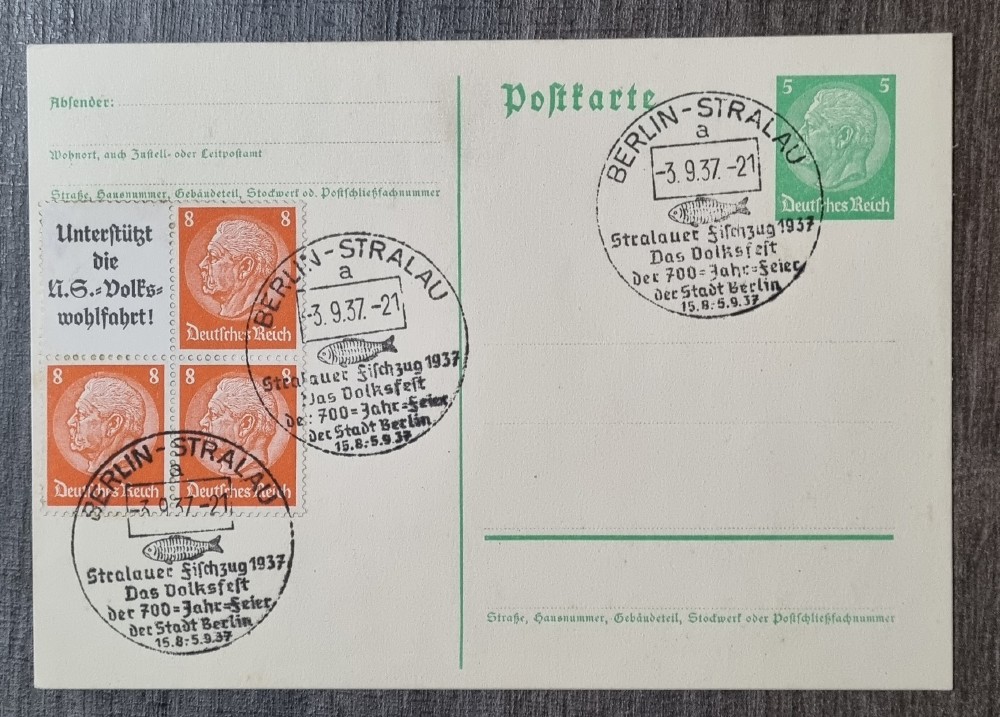 Absender:
Wohnort, auch Zustell- oder Leitpostamt
Straße, Hausnummer, Gebäudeteil, Stockwerk od. Postschließfachnummer
Unterstützt
die
N.S.-Volks-
wohlfahrt!
8
Deutsches Reich
8 8
Deutsches Reich
8 8
Deutsches Reich
BERLIN-STRALAU
a
-3.9.37.-21
Stralauer Fischzug 1937
Das Volksfest
der 700-Jahr-Feier
der Stadt Berlin
15.8.-5.9.37
BERLIN-STRALAU
a
-3.9.37.-21
Stralauer Fischzug 1937
Das Volksfest
der 700-Jahr-Feier
der Stadt Berlin
15.8.-5.9.37
Postkarte
5 5
Deutsches Reich
BERLIN-STRALAU
a
-3.9.37.-21
Stralauer Fischzug 1937
Das Volksfest
der 700-Jahr-Feier
der Stadt Berlin
15.8.-5.9.37
Straße, Hausnummer, Gebäudeteil, Stockwerk oder Postschließfachnummer